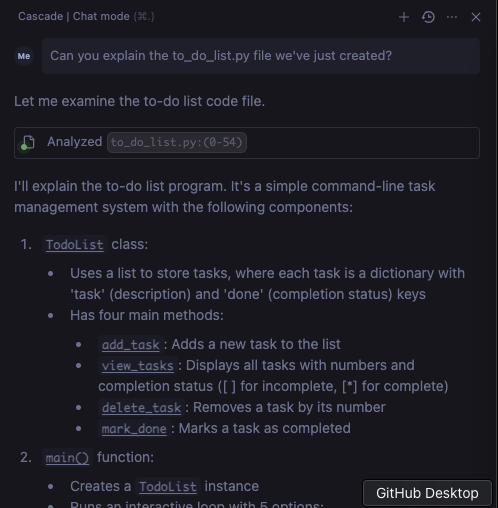 Cascade | Chat mode (⌘.)
Me
Can you explain the to_do_list.py file we've just created?
Let me examine the to-do list code file.
Analyzed to_do_list.py:(0-54)
I'll explain the to-do list program. It's a simple command-line task
management system with the following components:
1. TodoList class:
• Uses a list to store tasks, where each task is a dictionary with
'task' (description) and 'done' (completion status) keys
• Has four main methods:
• add_task : Adds a new task to the list
• view_tasks : Displays all tasks with numbers and
completion status ([ ] for incomplete, [*] for complete)
• delete_task : Removes a task by its number
• mark_done : Marks a task as completed
2. main() function:
• Creates a TodoList instance
• Runs an interactive loop with 5 options:
GitHub Desktop